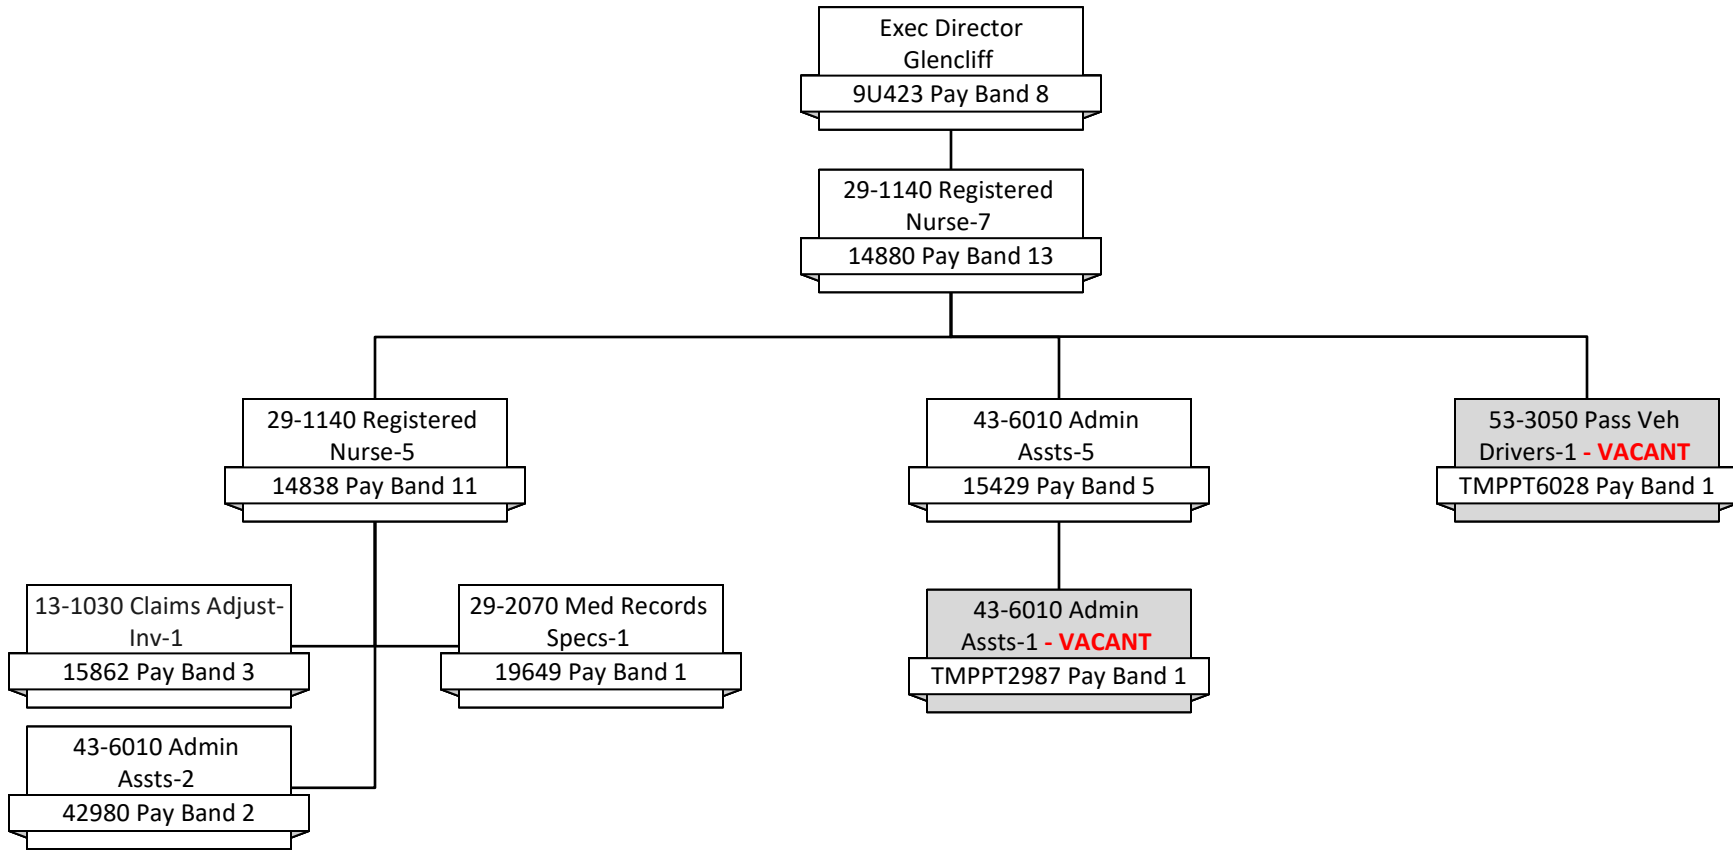 Exec Director
Glencliff
9U423 Pay Band 8
29-1140 Registered
Nurse-7
14880 Pay Band 13
29-1140 Registered
Nurse-5
14838 Pay Band 11
43-6010 Admin
Assts-5
15429 Pay Band 5
53-3050 Pass Veh
Drivers-1 - VACANT
TMPPT6028 Pay Band 1
13-1030 Claims Adjust-
Inv-1
15862 Pay Band 3
29-2070 Med Records
Specs-1
19649 Pay Band 1
43-6010 Admin
Assts-1 - VACANT
TMPPT2987 Pay Band 1
43-6010 Admin
Assts-2
42980 Pay Band 2